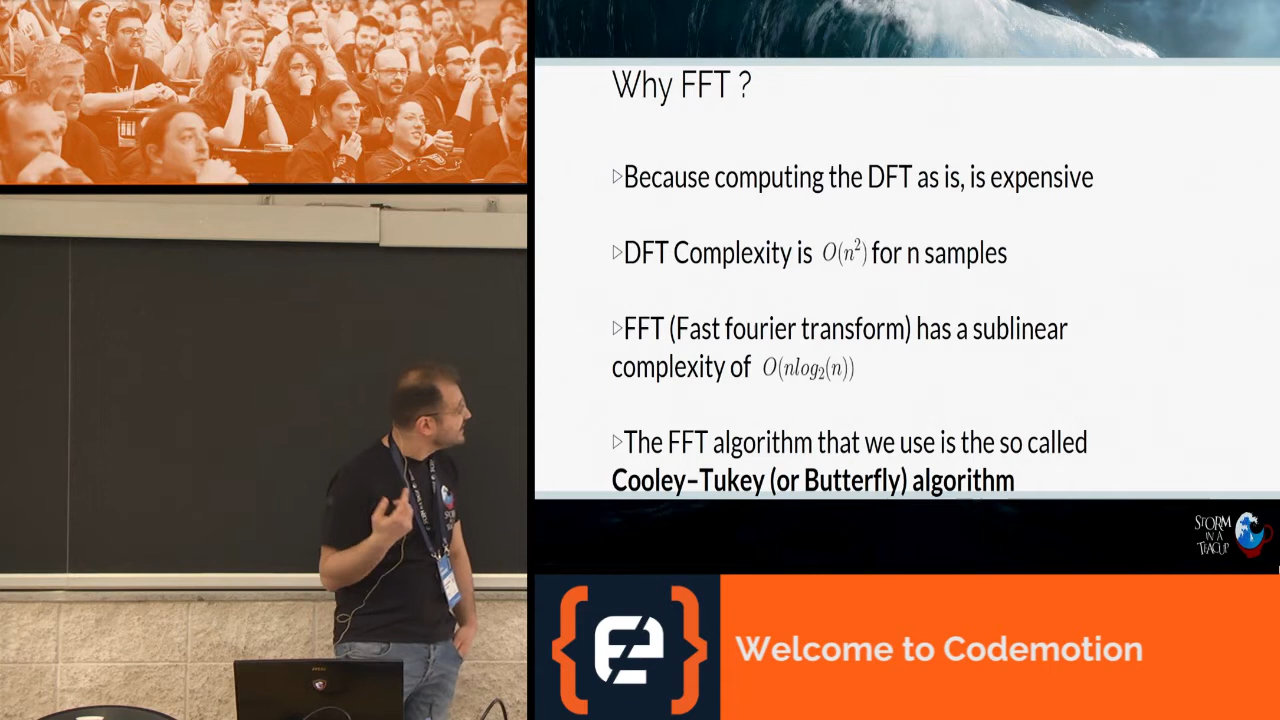 Why FFT ?
▷Because computing the DFT as is, is expensive
▷DFT Complexity is O(n²) for n samples
▷FFT (Fast fourier transform) has a sublinear
complexity of O(nlog₂(n))
▷The FFT algorithm that we use is the so called
Cooley–Tukey (or Butterfly) algorithm
STORM
IN A
TEACUP
Welcome to Codemotion